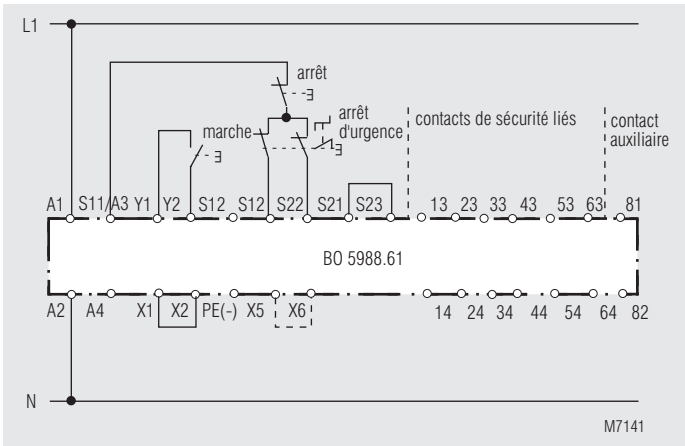 L1
arrêt
marche
arrêt
d'urgence
contacts de sécurité liés
contact
auxiliaire
A1 S11/A3 Y1 Y2 S12 S12 S22 S21 S23 13 23 33 43 53 63 81
BO 5988.61
A2 A4 X1 X2 PE(-) X5 X6 14 24 34 44 54 64 82
N
M7141